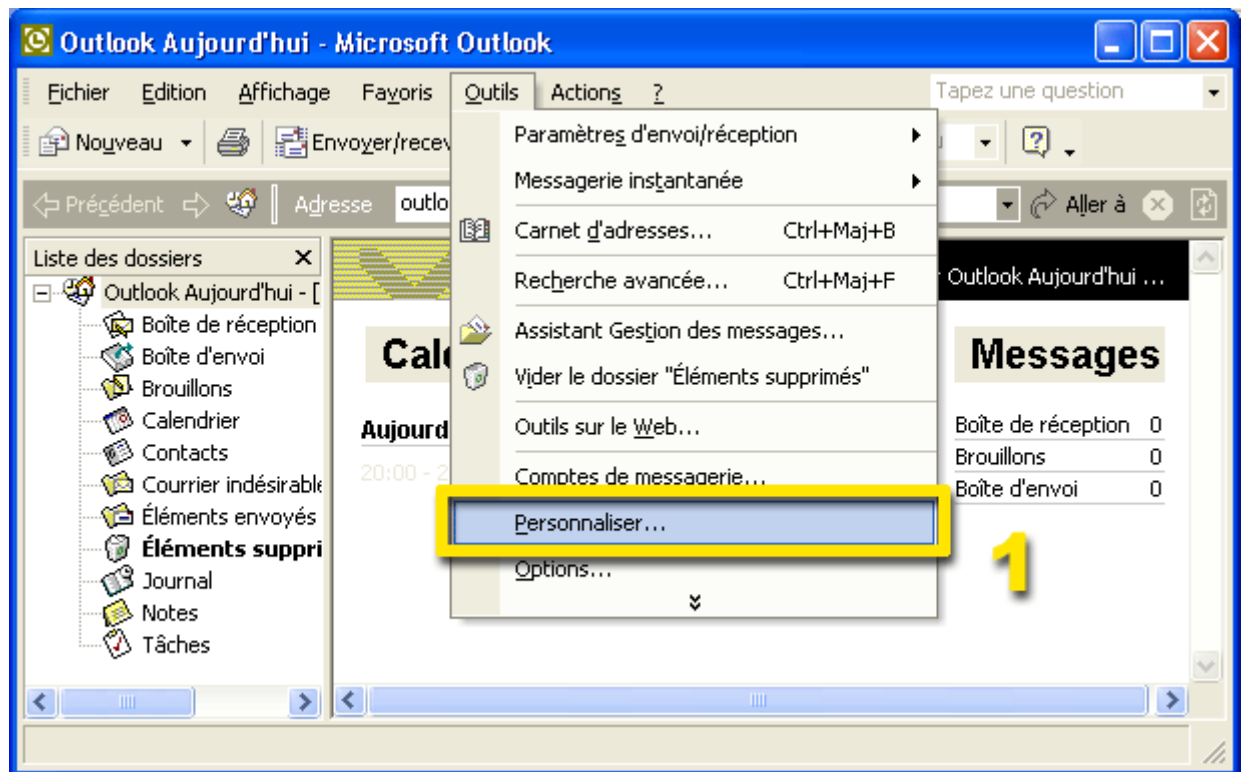 Outlook Aujourd'hui - Microsoft Outlook
Fichier Edition Affichage Favoris Outils Actions ? Tapez une question
Nouveau Envoyer/recev
Précédent Adresse outlo Aller à
Liste des dossiers
Outlook Aujourd'hui - [
Boîte de réception
Boîte d'envoi
Brouillons
Calendrier
Contacts
Courrier indésirable
Éléments envoyés
Éléments suppri
Journal
Notes
Tâches
Paramètres d'envoi/réception
Messagerie instantanée
Carnet d'adresses... Ctrl+Maj+B
Recherche avancée... Ctrl+Maj+F
Assistant Gestion des messages...
Vider le dossier "Éléments supprimés"
Outils sur le Web...
Comptes de messagerie...
Personnaliser...
Options...
Cale
Aujourd
20:00 - 2
Outlook Aujourd'hui ...
Messages
Boîte de réception 0
Brouillons 0
Boîte d'envoi 0
1